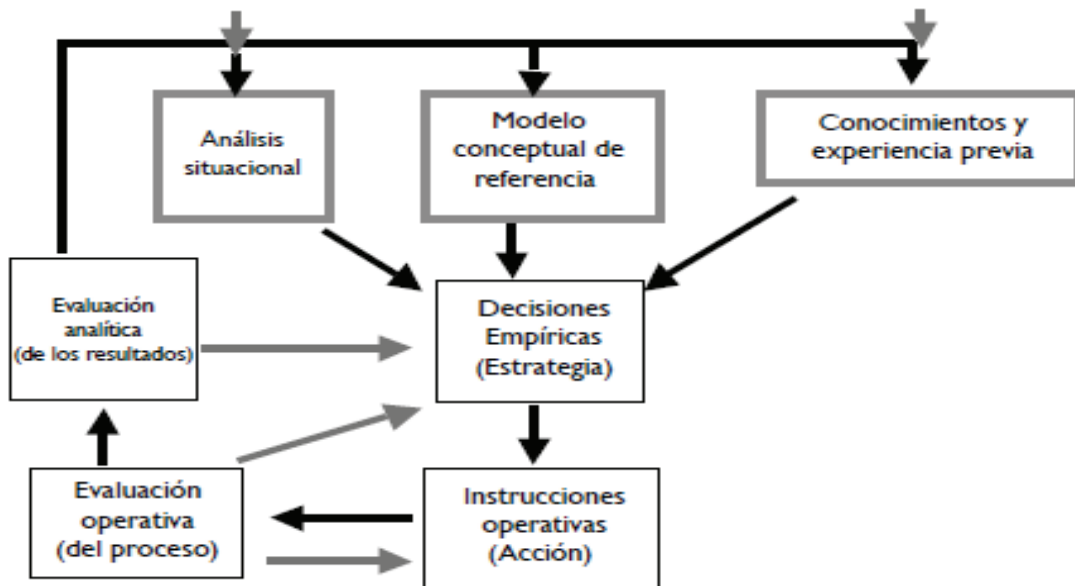 Análisis
situacional
Modelo
conceptual de
referencia
Conocimientos y
experiencia previa
Evaluación
analítica
(de los resultados)
Decisiones
Empíricas
(Estrategia)
Evaluación
operativa
(del proceso)
Instrucciones
operativas
(Acción)